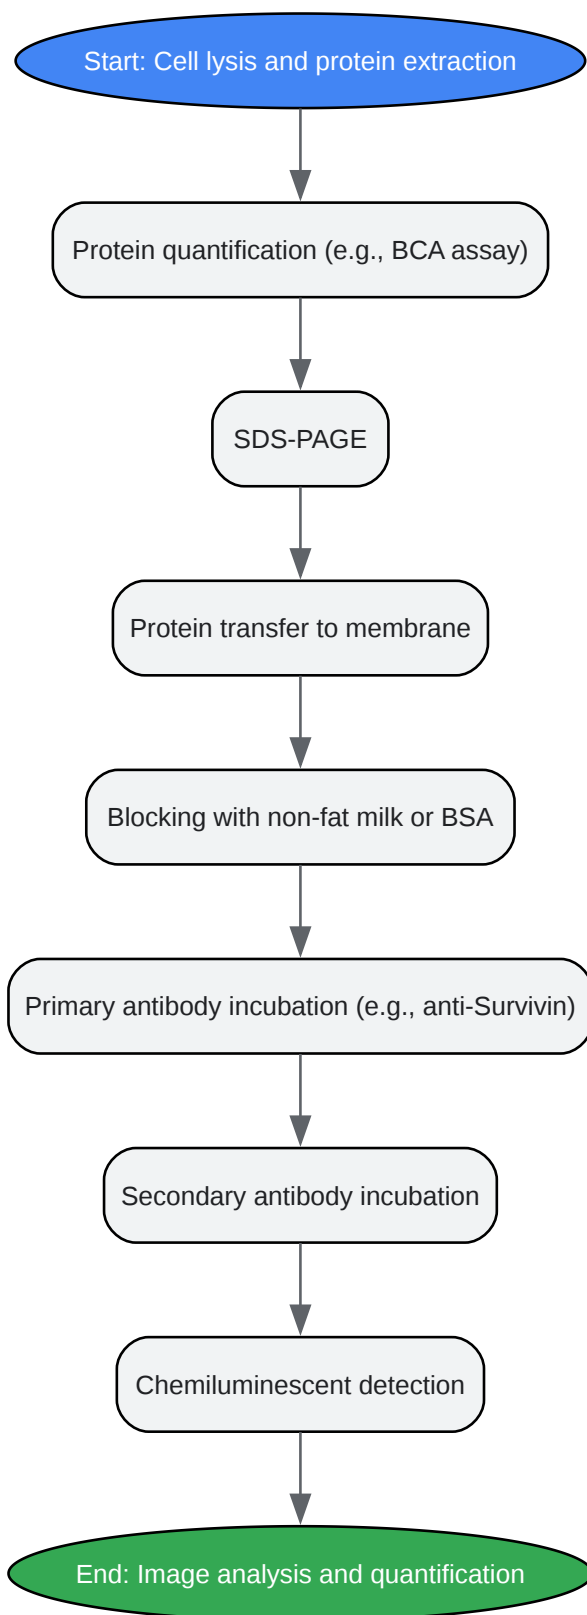 Start: Cell lysis and protein extraction
Protein quantification (e.g., BCA assay)
SDS-PAGE
Protein transfer to membrane
Blocking with non-fat milk or BSA
Primary antibody incubation (e.g., anti-Survivin)
Secondary antibody incubation
Chemiluminescent detection
End: Image analysis and quantification